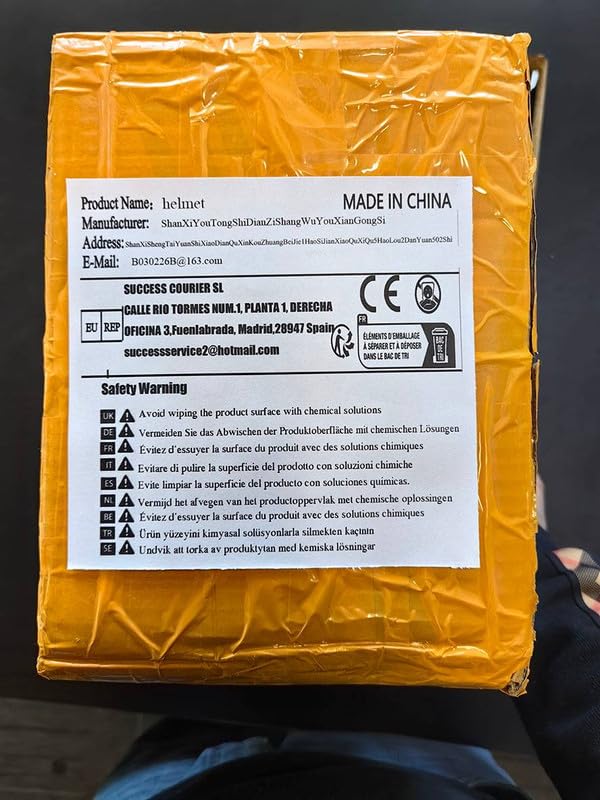 Product Name: helmet MADE IN CHINA
Manufacturer: ShanXiYouTongShiDianZiShangWuYouXianGongSi
Address: ShanXiShengTaiYuanShiXiaoDianQuXinKouZhuangBeiJie1HaoSiJianXiaoQuXiQu5HaoLou2DanYuan502Shi
E-Mail: B030226B@163.com
SUCCESS COURIER SL
CALLE RIO TORMES NUM.1, PLANTA 1, DERECHA
OFICINA 3,Fuenlabrada, Madrid,28947 Spain
successservice2@hotmail.com
EU REP
CE
FR
ÉLÉMENTS D'EMBALLAGE
À SÉPARER ET À DÉPOSER
DANS LE BAC DE TRI
BAC
DE
TRI
Safety Warning
UK Avoid wiping the product surface with chemical solutions
DE Vermeiden Sie das Abwischen der Produktoberfläche mit chemischen Lösungen
FR Évitez d'essuyer la surface du produit avec des solutions chimiques
IT Evitare di pulire la superficie del prodotto con soluzioni chimiche
ES Evite limpiar la superficie del producto con soluciones químicas.
NL Vermijd het afvegen van het productoppervlak met chemische oplossingen
BE Évitez d'essuyer la surface du produit avec des solutions chimiques
TR Ürün yüzeyini kimyasal solüsyonlarla silmekten kaçının
SE Undvik att torka av produktytan med kemiska lösningar